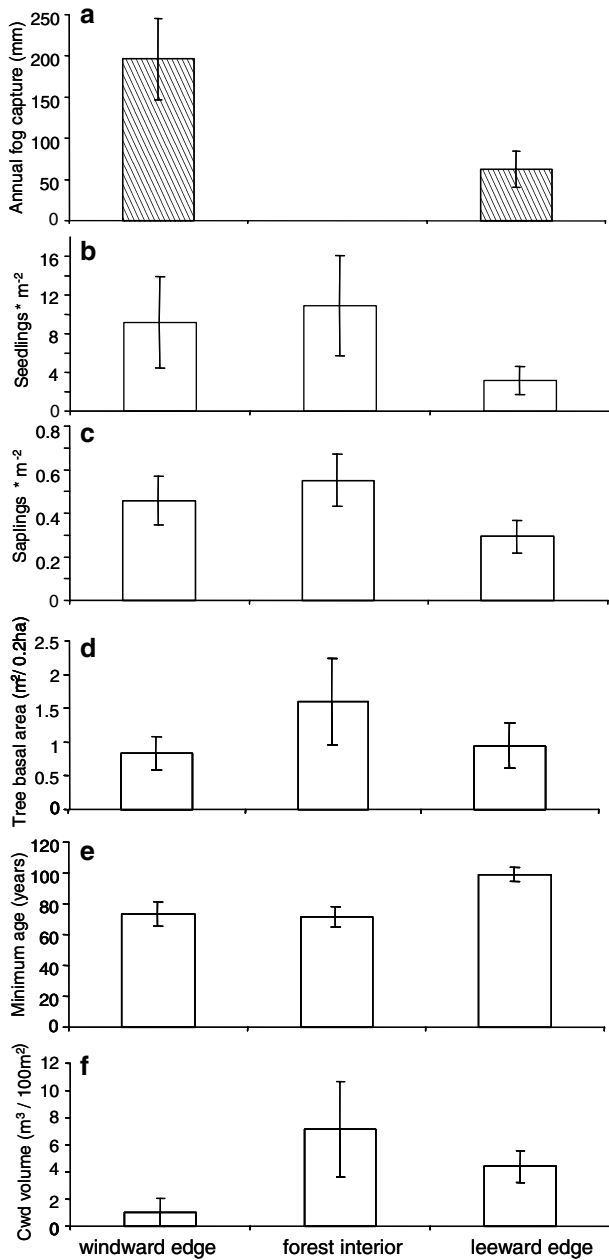 a
Annual fog capture (mm)
250
200
150
100
50
0
b
Seedlings * m-2
16
12
8
4
0
c
Saplings * m-2
0.8
0.6
0.4
0.2
0
d
Tree basal area (m2/ 0.2ha)
2.5
2
1.5
1
0.5
0
e
Minimum age (years)
120
100
80
60
40
20
0
f
Cwd volume (m3 / 100m2)
12
10
8
6
4
2
0
windward edge forest interior leeward edge